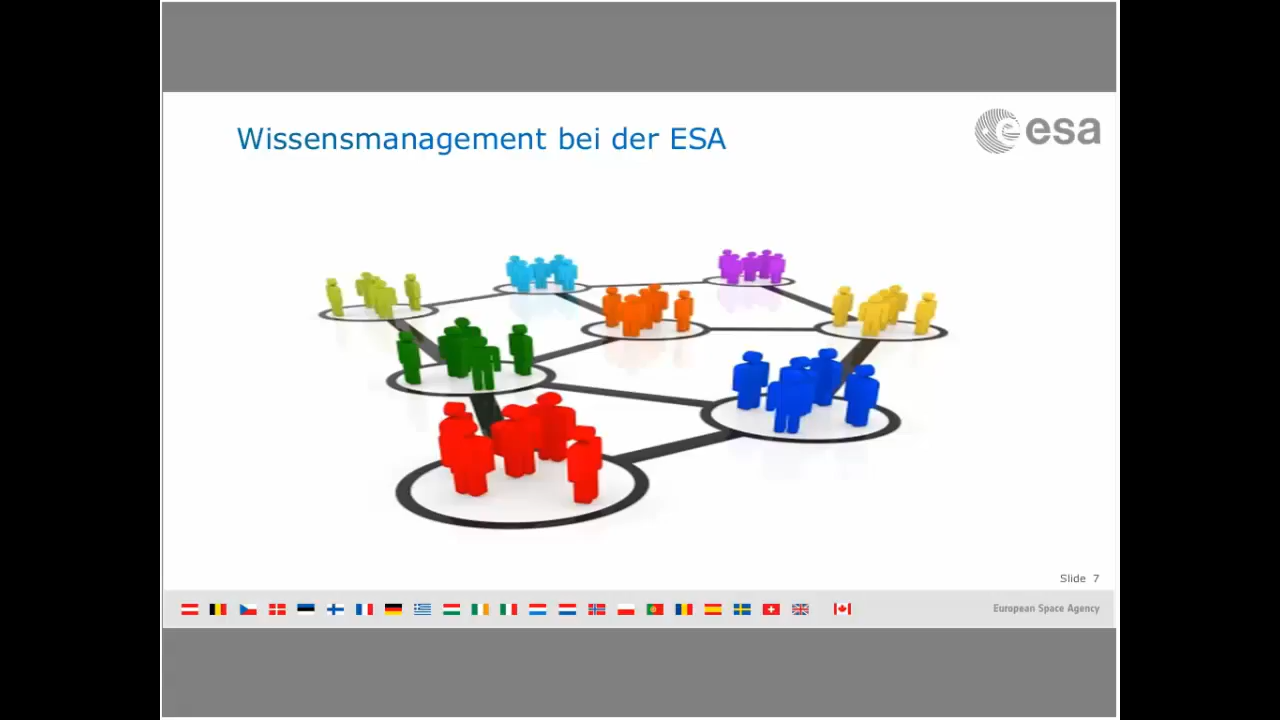 Wissensmanagement bei der ESA
esa
Slide 7
European Space Agency